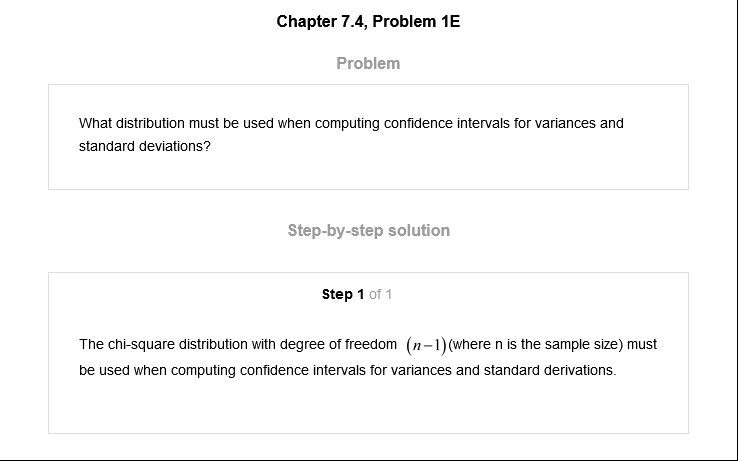 Chapter 7.4, Problem 1E
Problem
What distribution must be used when computing confidence intervals for variances and
standard deviations?
Step-by-step solution
Step 1 of 1
The chi-square distribution with degree of freedom (n−1)(where n is the sample size) must
be used when computing confidence intervals for variances and standard derivations.